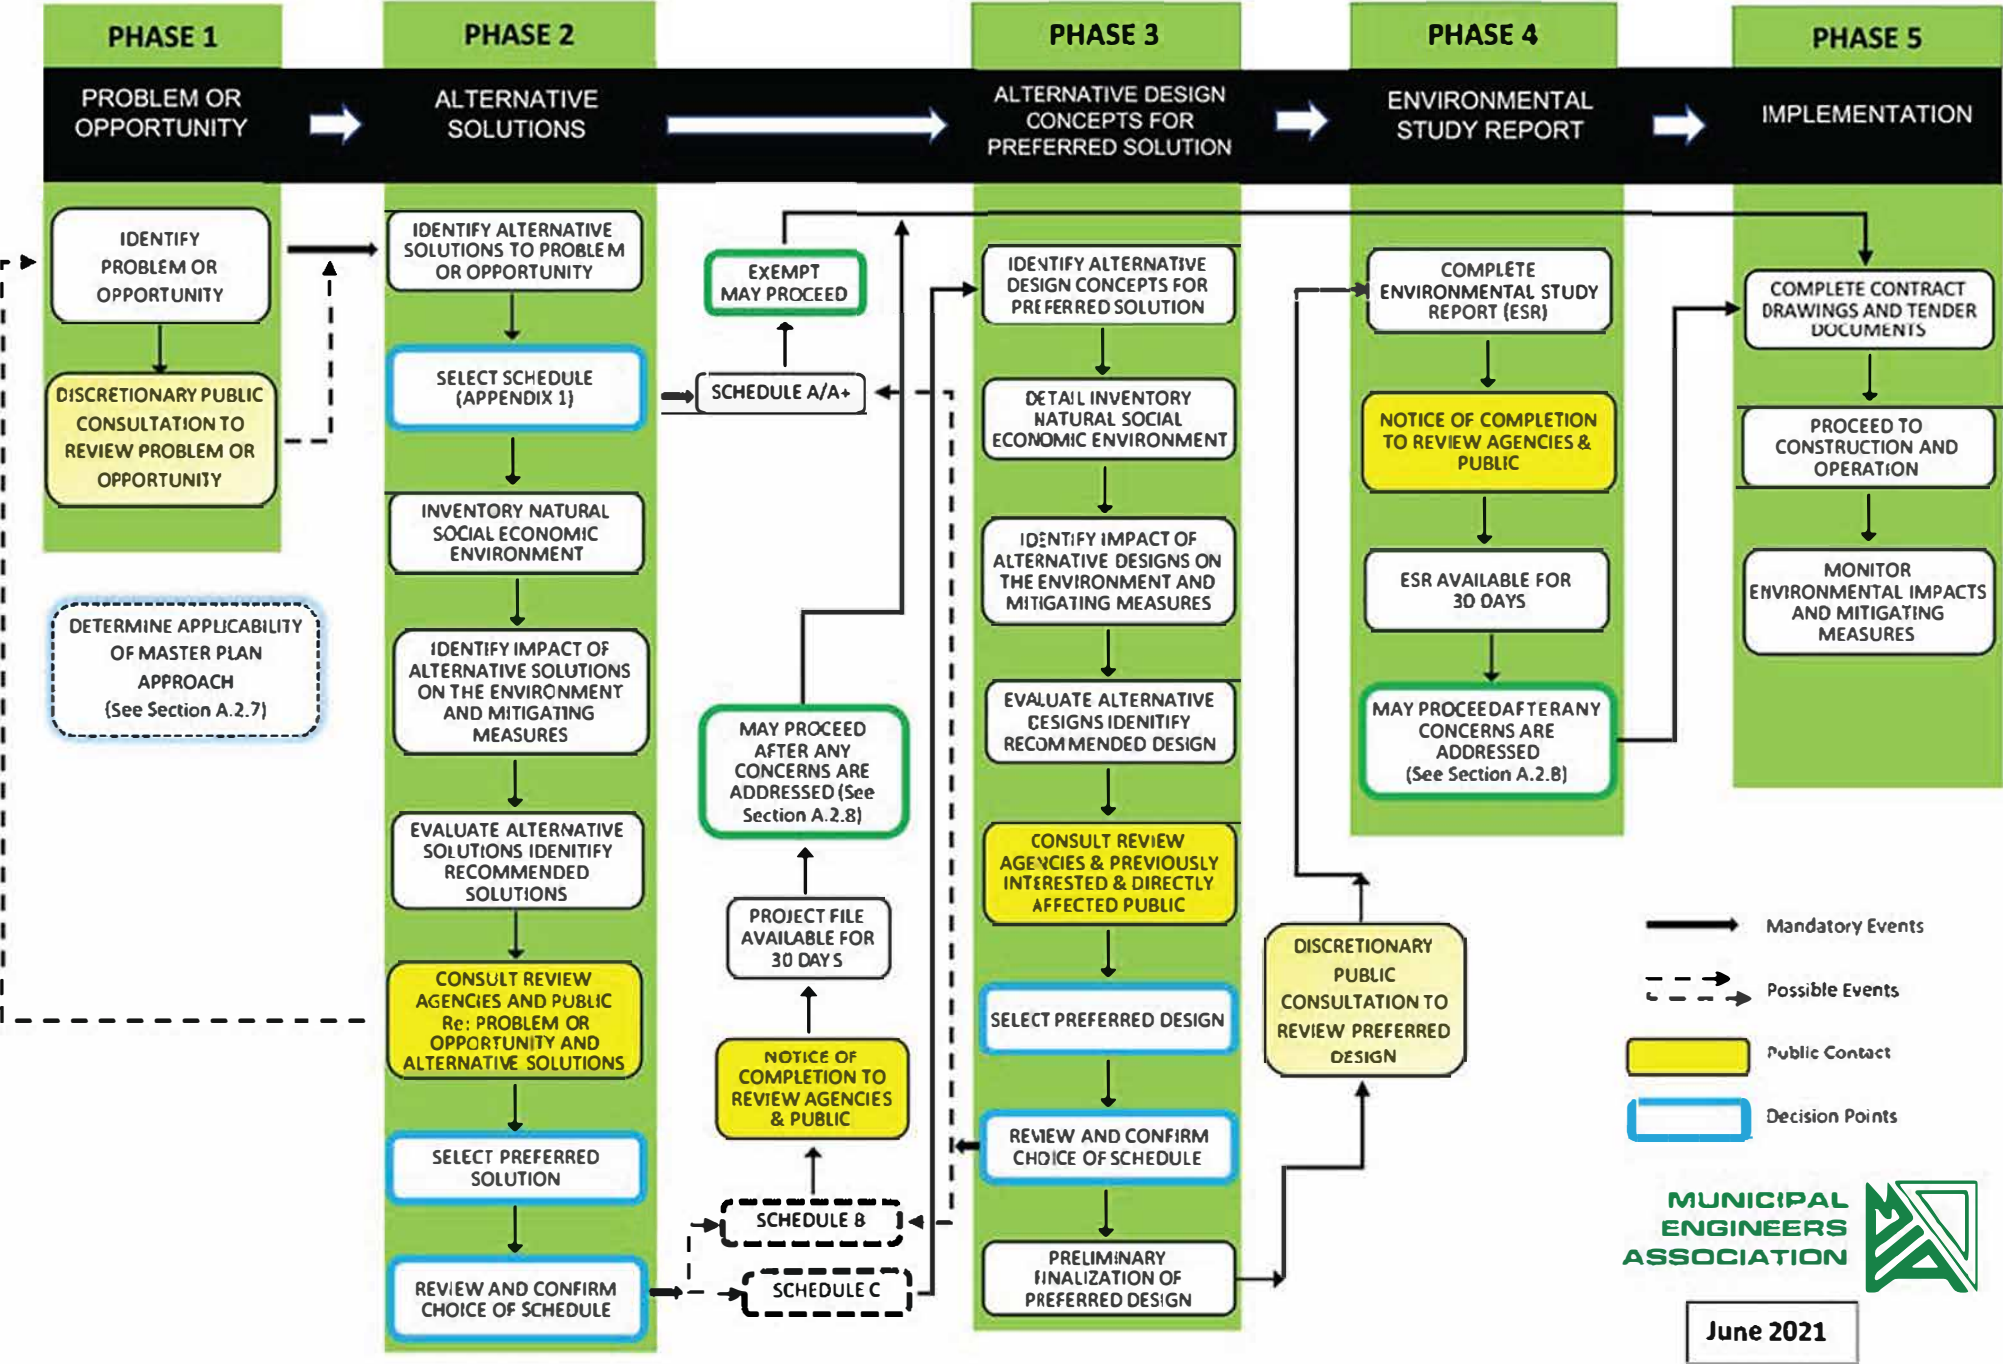 PHASE 1
PHASE 2
PHASE 3
PHASE 4
PHASE 5
PROBLEM OR
OPPORTUNITY
ALTERNATIVE
SOLUTIONS
ALTERNATIVE DESIGN
CONCEPTS FOR
PREFERRED SOLUTION
ENVIRONMENTAL
STUDY REPORT
IMPLEMENTATION
IDENTIFY
PROBLEM OR
OPPORTUNITY
DISCRETIONARY PUBLIC
CONSULTATION TO
REVIEW PROBLEM OR
OPPORTUNITY
DETERMINE APPLICABILITY
OF MASTER PLAN
APPROACH
(See Section A.2.7)
IDENTIFY ALTERNATIVE
SOLUTIONS TO PROBLEM
OR OPPORTUNITY
SELECT SCHEDULE
(APPENDIX 1)
INVENTORY NATURAL
SOCIAL ECONOMIC
ENVIRONMENT
IDENTIFY IMPACT OF
ALTERNATIVE SOLUTIONS
ON THE ENVIRONMENT
AND MITIGATING
MEASURES
EVALUATE ALTERNATIVE
SOLUTIONS IDENITIFY
RECOMMENDED
SOLUTIONS
CONSULT REVIEW
AGENCIES AND PUBLIC
Re: PROBLEM OR
OPPORTUNITY AND
ALTERNATIVE SOLUTIONS
SELECT PREFERRED
SOLUTION
REVIEW AND CONFIRM
CHOICE OF SCHEDULE
EXEMPT
MAY PROCEED
SCHEDULE A/A+
MAY PROCEED
AFTER ANY
CONCERNS ARE
ADDRESSED (See
Section A.2.8)
PROJECT FILE
AVAILABLE FOR
30 DAYS
NOTICE OF
COMPLETION TO
REVIEW AGENCIES
& PUBLIC
SCHEDULE B
SCHEDULE C
IDENTIFY ALTERNATIVE
DESIGN CONCEPTS FOR
PREFERRED SOLUTION
DETAIL INVENTORY
NATURAL SOCIAL
ECONOMIC ENVIRONMENT
IDENTIFY IMPACT OF
ALTERNATIVE DESIGNS ON
THE ENVIRONMENT AND
MITIGATING MEASURES
EVALUATE ALTERNATIVE
DESIGNS IDENITIFY
RECOMMENDED DESIGN
CONSULT REVIEW
AGENCIES & PREVIOUSLY
INTERESTED & DIRECTLY
AFFECTED PUBLIC
SELECT PREFERRED DESIGN
REVIEW AND CONFIRM
CHOICE OF SCHEDULE
PRELIMINARY
FINALIZATION OF
PREFERRED DESIGN
DISCRETIONARY
PUBLIC
CONSULTATION TO
REVIEW PREFERRED
DESIGN
COMPLETE
ENVIRONMENTAL STUDY
REPORT (ESR)
NOTICE OF COMPLETION
TO REVIEW AGENCIES &
PUBLIC
ESR AVAILABLE FOR
30 DAYS
MAY PROCEED AFTER ANY
CONCERNS ARE
ADDRESSED
(See Section A.2.8)
COMPLETE CONTRACT
DRAWINGS AND TENDER
DOCUMENTS
PROCEED TO
CONSTRUCTION AND
OPERATION
MONITOR
ENVIRONMENTAL IMPACTS
AND MITIGATING
MEASURES
Mandatory Events
Possible Events
Public Contact
Decision Points
MUNICIPAL
ENGINEERS
ASSOCIATION
MEA
June 2021